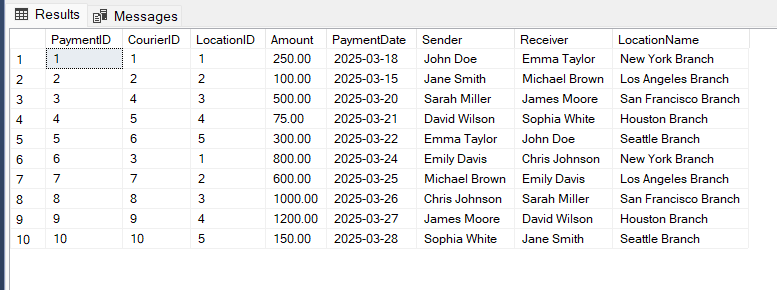 Results Messages
PaymentID CourierID LocationID Amount PaymentDate Sender Receiver LocationName
1 1 1 1 250.00 2025-03-18 John Doe Emma Taylor New York Branch
2 2 2 2 100.00 2025-03-15 Jane Smith Michael Brown Los Angeles Branch
3 3 4 3 500.00 2025-03-20 Sarah Miller James Moore San Francisco Branch
4 4 5 4 75.00 2025-03-21 David Wilson Sophia White Houston Branch
5 5 6 5 300.00 2025-03-22 Emma Taylor John Doe Seattle Branch
6 6 3 1 800.00 2025-03-24 Emily Davis Chris Johnson New York Branch
7 7 7 2 600.00 2025-03-25 Michael Brown Emily Davis Los Angeles Branch
8 8 8 3 1000.00 2025-03-26 Chris Johnson Sarah Miller San Francisco Branch
9 9 9 4 1200.00 2025-03-27 James Moore David Wilson Houston Branch
10 10 10 5 150.00 2025-03-28 Sophia White Jane Smith Seattle Branch